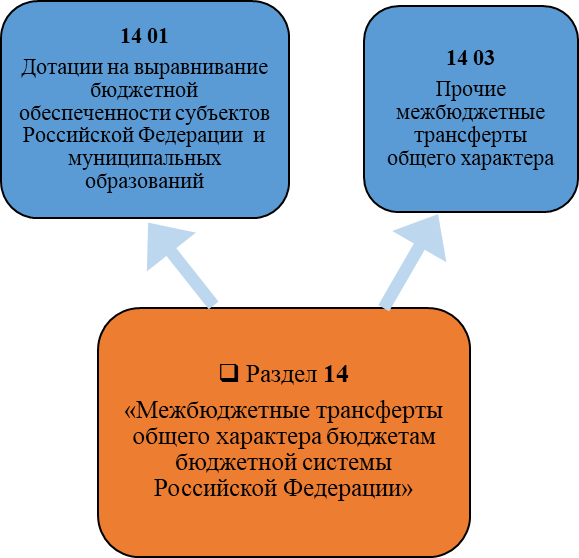 14 01
Дотации на выравнивание
бюджетной
обеспеченности субъектов
Российской Федерации и
муниципальных
образований
14 03
Прочие
межбюджетные
трансферты
общего характера
❑ Раздел 14
«Межбюджетные трансферты
общего характера бюджетам
бюджетной системы
Российской Федерации»